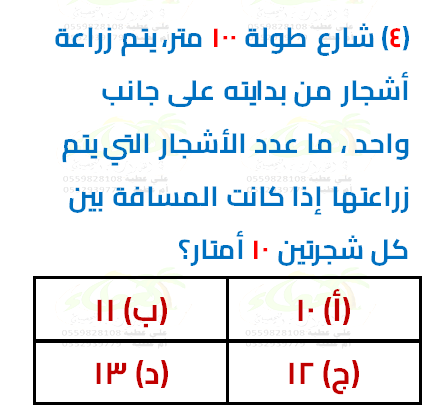 (٤) شارع طولة ١٠٠ متر، يتم زراعة
أشجار من بدايته على جانب
واحد ، ما عدد الأشجار التي يتم
زراعتها إذا كانت المسافة بين
كل شجرتين ١٠ أمتار؟
(أ) ١٠ (ب) ١١
(ج) ١٢ (د) ١٣